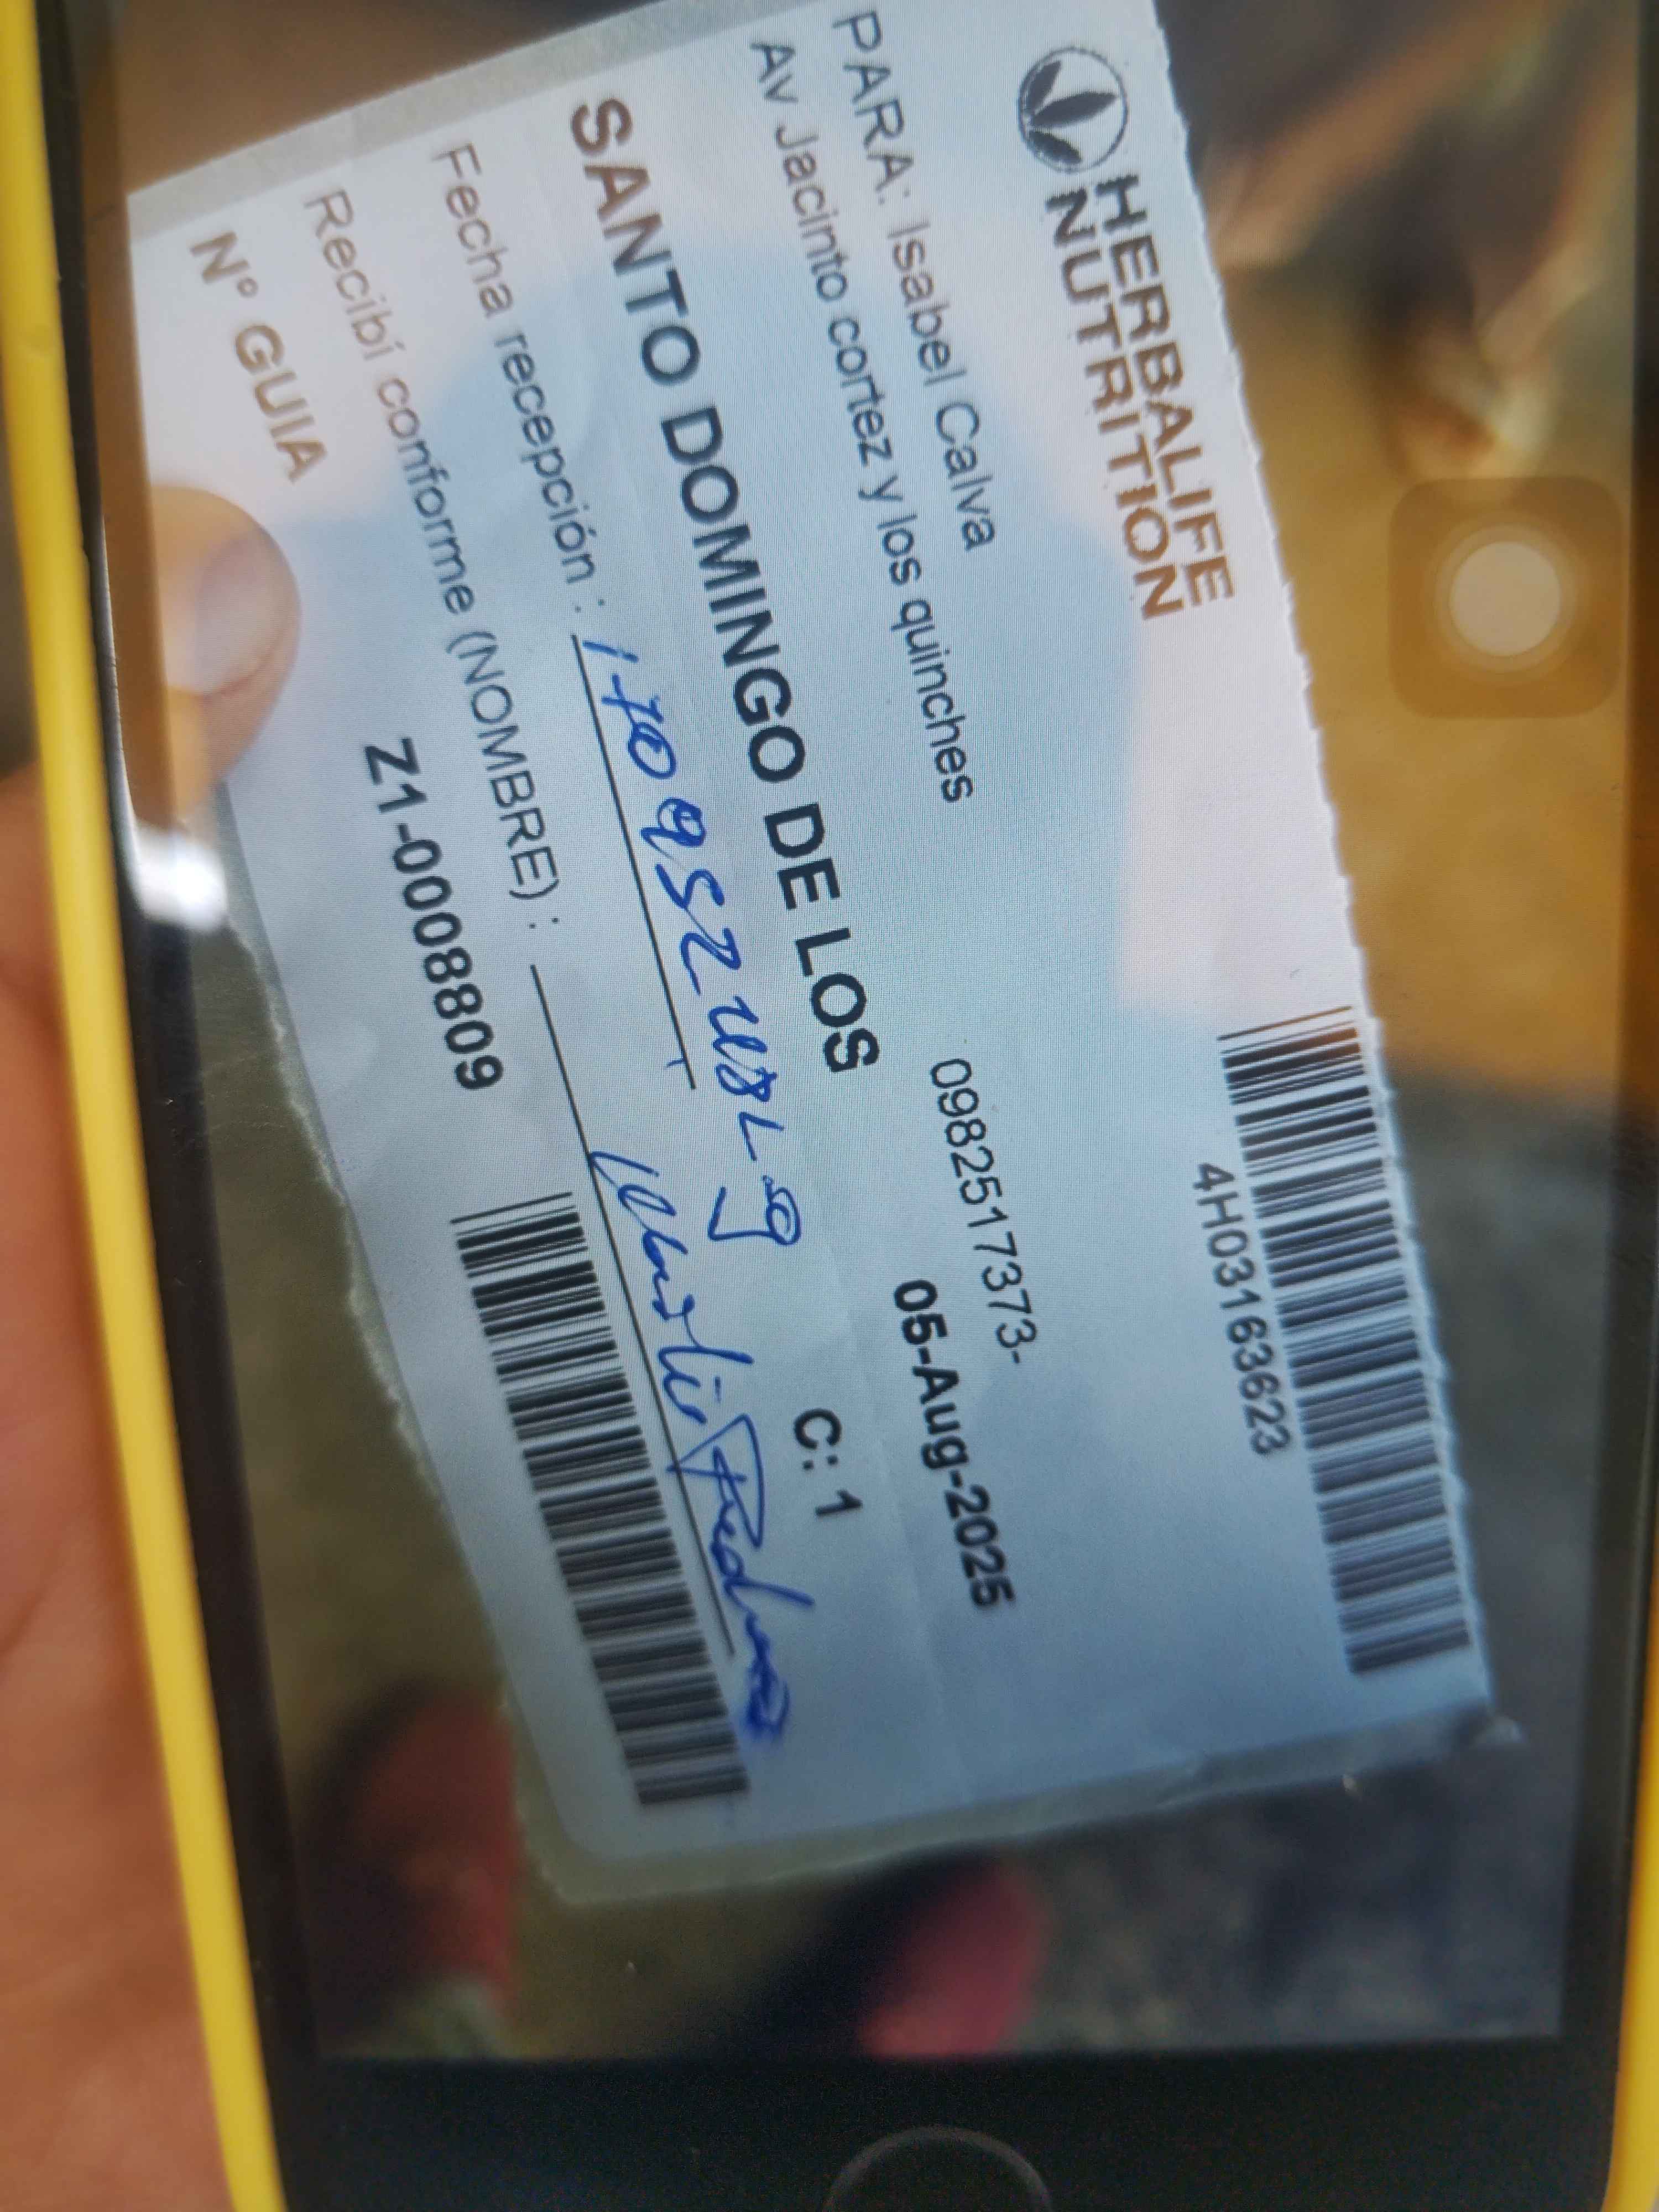 HERBALIFE
NUTRITION
4H03163623
PARA: Isabel Calva
0982517373-
Av Jacinto cortez y los quinches
05-Aug-2025
SANTO DOMINGO DE LOS
C: 1
Fecha recepción :
Recibí conforme (NOMBRE) :
Nº GUIA
Z1-0008809